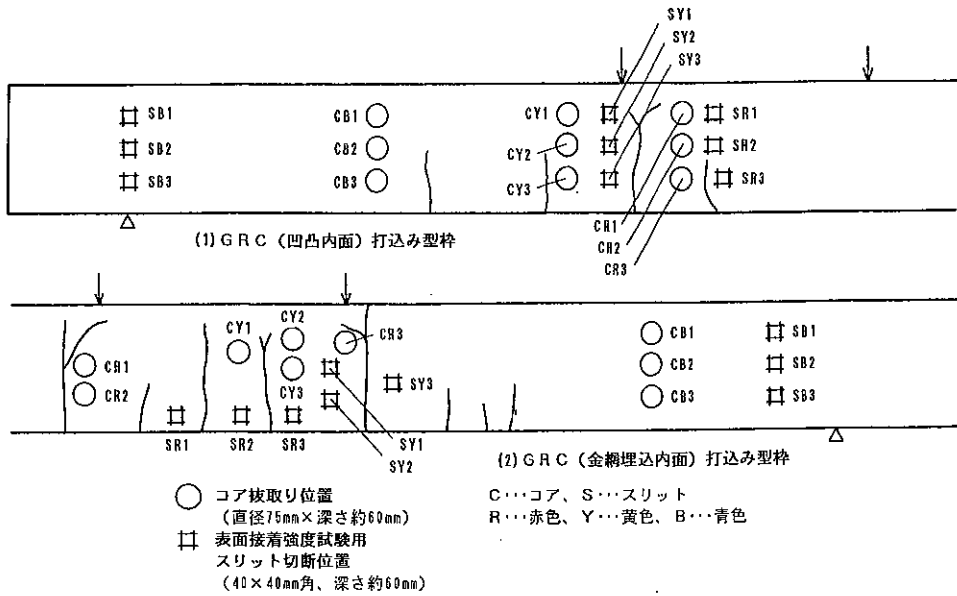 SY1
SY2
SY3
SB1
CB1
CY1
SR1
SB2
CB2
CY2
SR2
SB3
CB3
CY3
SR3
CR1
CR2
CR3
(1)GRC(凹凸内面)打込み型枠
CY2
CY1
CR3
CB1
SB1
CR1
CB2
SB2
CR2
CY3
SY3
CB3
SB3
SR1
SR2
SR3
SY1
SY2
(2)GRC(金網埋込内面)打込み型枠
コア抜取り位置
(直径75mm×深さ約60mm)
C…コア、S…スリット
R…赤色、Y…黄色、B…青色
表面接着強度試験用
スリット切断位置
(40×40mm角、深さ約60mm)